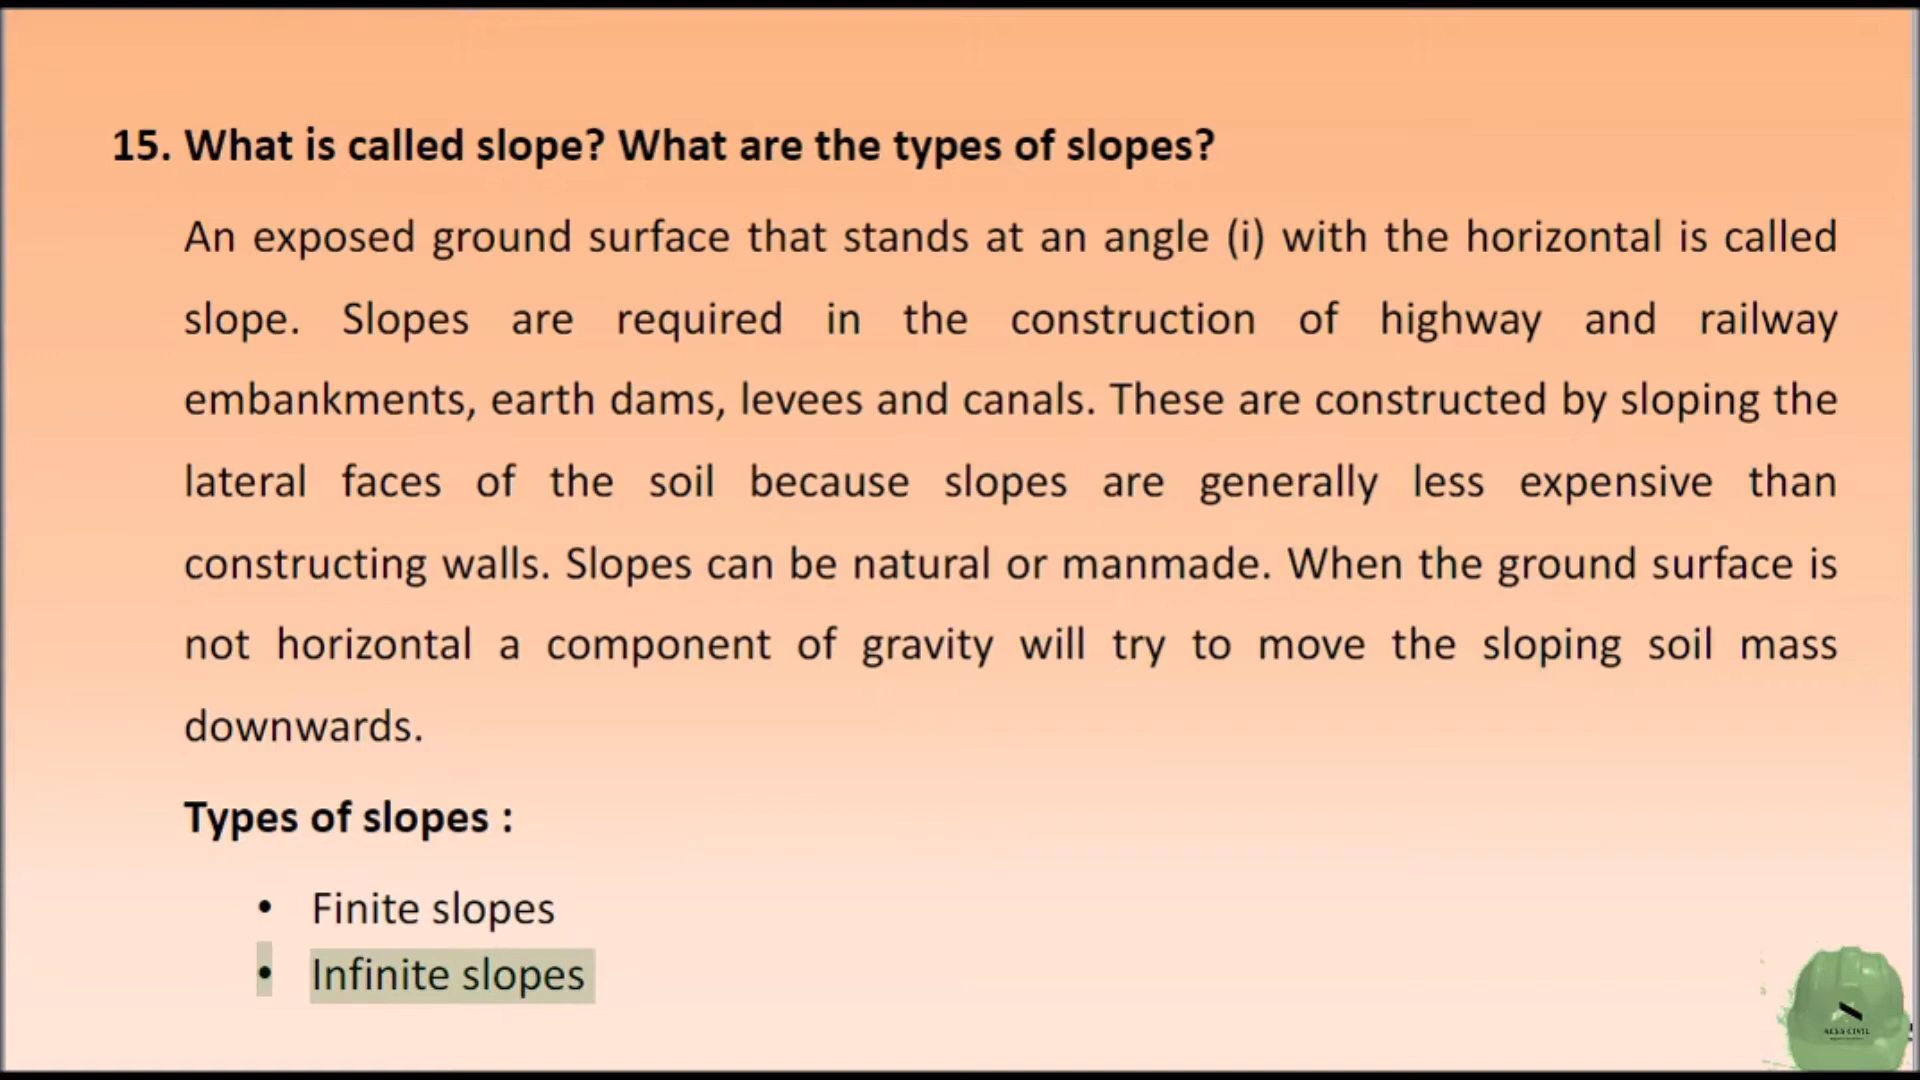 15. What is called slope? What are the types of slopes?
An exposed ground surface that stands at an angle (i) with the horizontal is called
slope. Slopes are required in the construction of highway and railway
embankments, earth dams, levees and canals. These are constructed by sloping the
lateral faces of the soil because slopes are generally less expensive than
constructing walls. Slopes can be natural or manmade. When the ground surface is
not horizontal a component of gravity will try to move the sloping soil mass
downwards.
Types of slopes :
• Finite slopes
• Infinite slopes